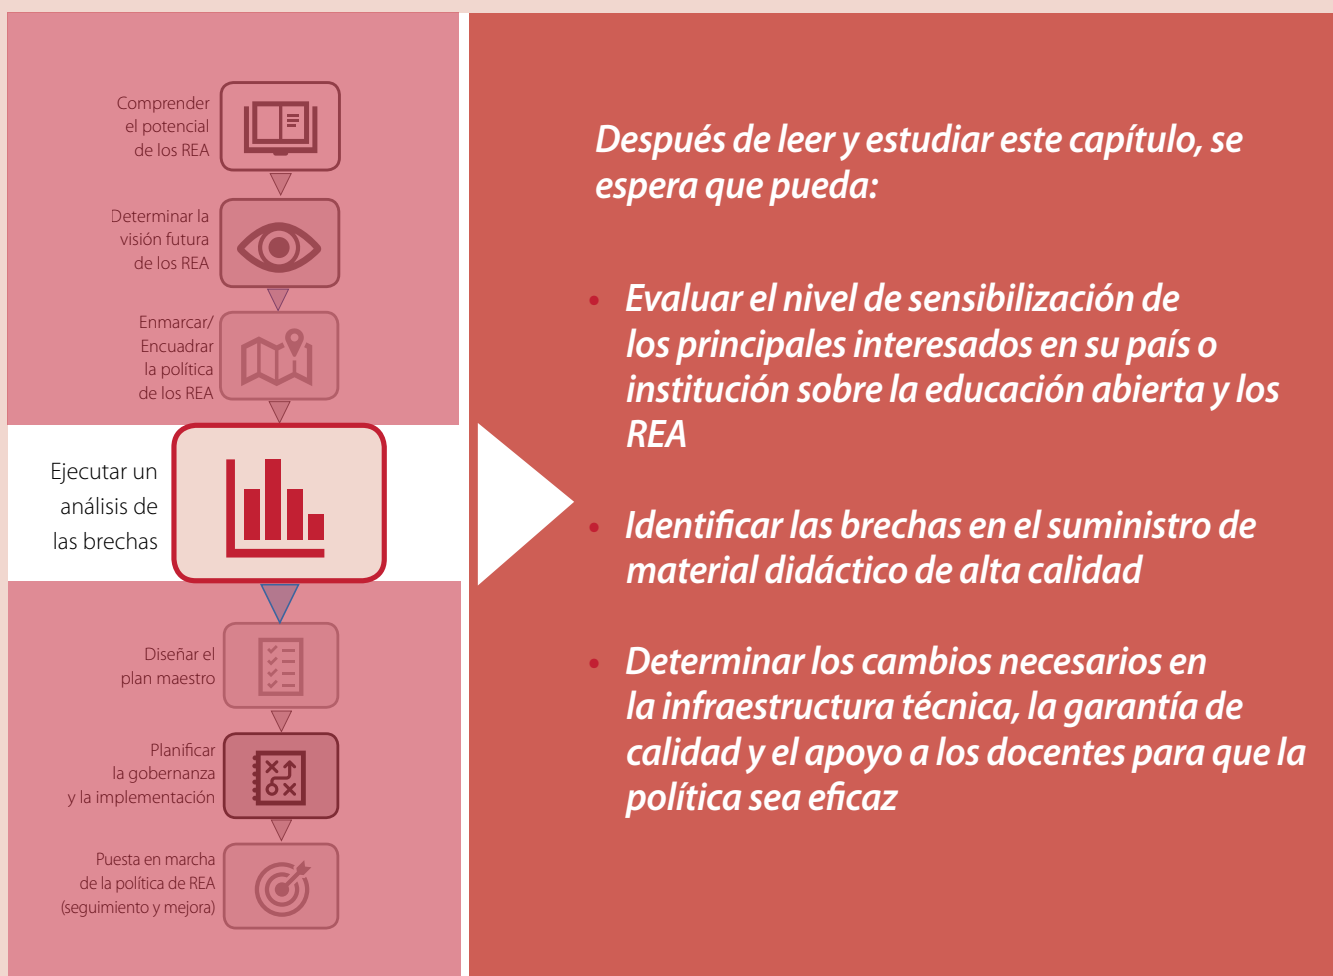 Comprender
el potencial
de los REA
Determinar la
visión futura
de los REA
Enmarcar/
Encuadrar
la política
de los REA
Ejecutar un
análisis de
las brechas
Diseñar el
plan maestro
Planificar
la gobernanza
y la implementación
Puesta en marcha
de la política de REA
(seguimiento y mejora)
Después de leer y estudiar este capítulo, se
espera que pueda:
• Evaluar el nivel de sensibilización de
los principales interesados en su país o
institución sobre la educación abierta y los
REA
• Identificar las brechas en el suministro de
material didáctico de alta calidad
• Determinar los cambios necesarios en
la infraestructura técnica, la garantía de
calidad y el apoyo a los docentes para que la
política sea eficaz